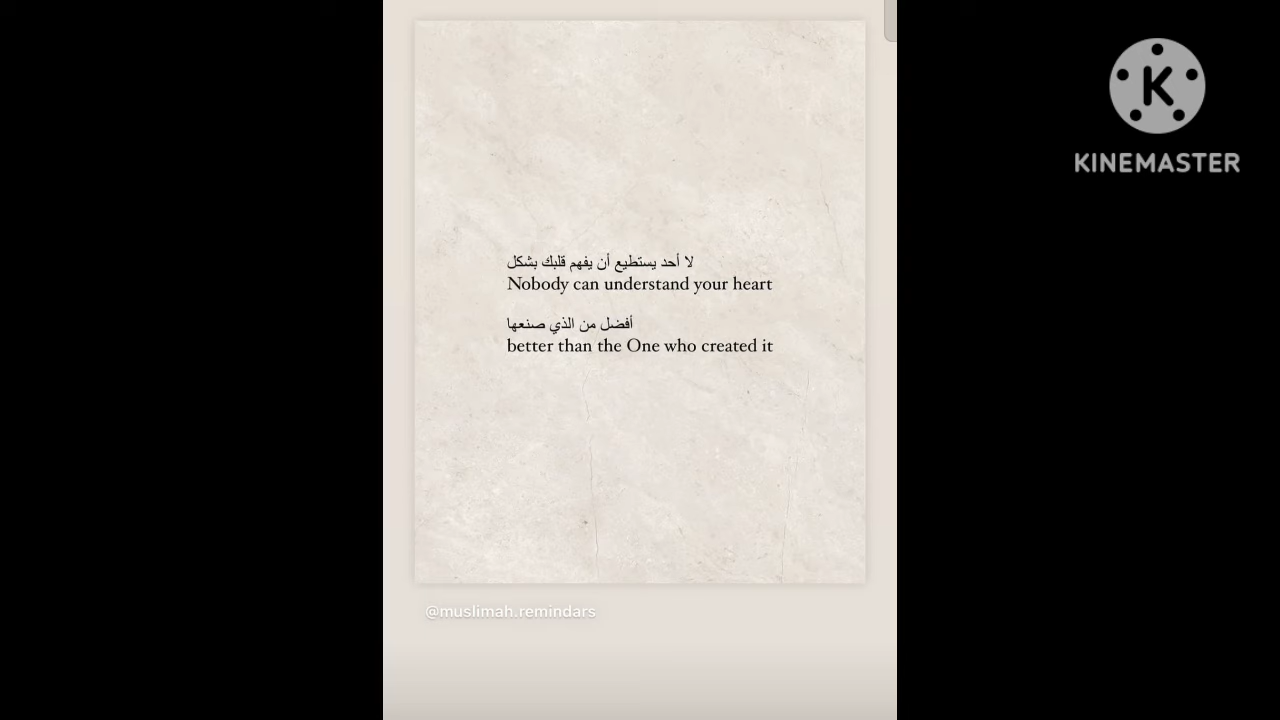 KINEMASTER
لا أحد يستطيع أن يفهم قلبك بشكل
Nobody can understand your heart
أفضل من الذي صنعها
better than the One who created it
@muslimah.remindars